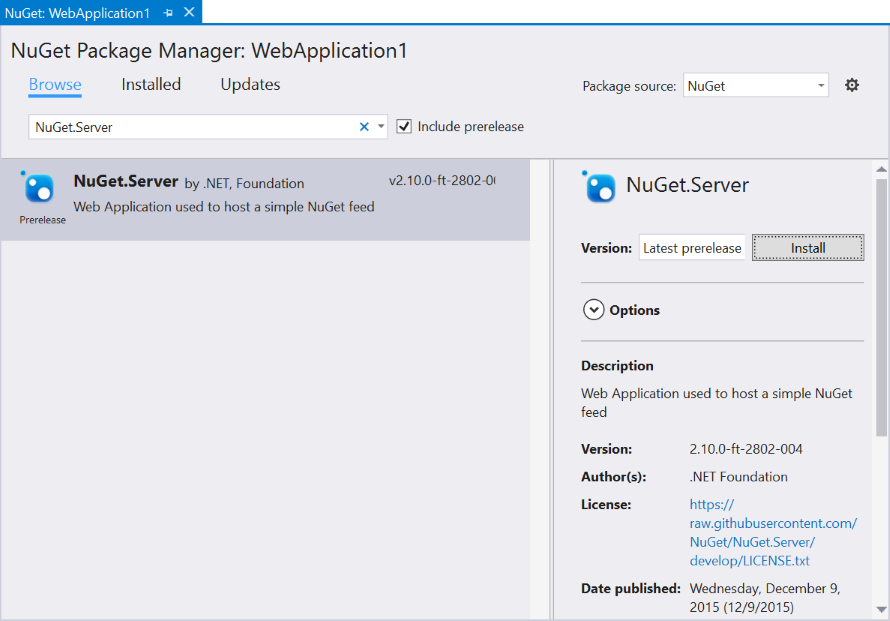 NuGet: WebApplication1
NuGet Package Manager: WebApplication1
Browse Installed Updates
Package source: NuGet
NuGet.Server
Include prerelease
NuGet.Server by .NET, Foundation v2.10.0-ft-2802-0
Web Application used to host a simple NuGet feed
Prerelease
NuGet.Server
Version: Latest prerelease Install
Options
Description
Web Application used to host a simple NuGet
feed
Version: 2.10.0-ft-2802-004
Author(s): .NET Foundation
License: https://
raw.githubusercontent.com/
NuGet/NuGet.Server/
develop/LICENSE.txt
Date published: Wednesday, December 9,
2015 (12/9/2015)